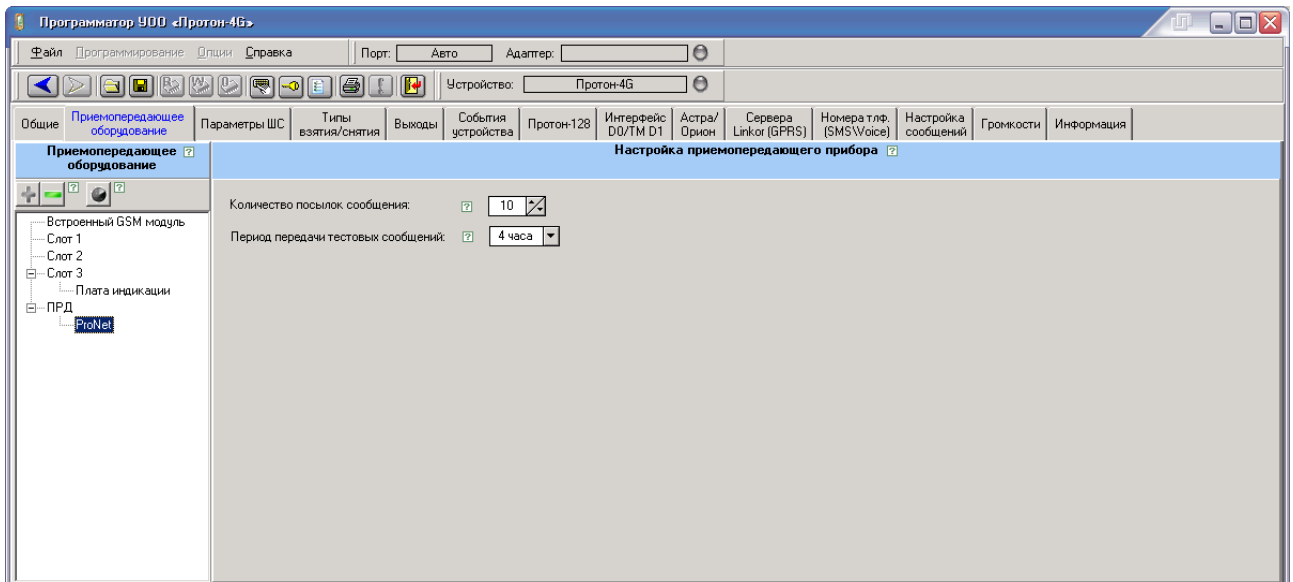 Программатор УОО «Протон-4G»
Файл Программирование Опции Справка Порт: Авто Адаптер:
Устройство: Протон-4G
Общие
Приемопередающее
оборудование
Параметры ШС
Типы
взятия/снятия
Выходы
События
устройства
Протон-128
Интерфейс
D0/TM D1
Астра/
Орион
Сервера
Linkor (GPRS)
Номера тлф.
(SMS\Voice)
Настройка
сообщений
Громкости
Информация
Приемопередающее
оборудование
Настройка приемопередающего прибора
Встроенный GSM модуль
Слот 1
Слот 2
Слот 3
Плата индикации
ПРД
ProNet
Количество посылок сообщения: 10
Период передачи тестовых сообщений: 4 часа